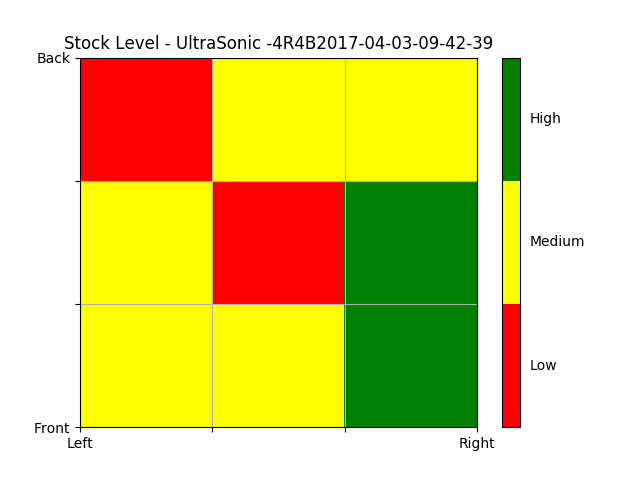 Stock Level - UltraSonic -4R4B2017-04-03-09-42-39
Back
High
Medium
Low
Front
Left
Right